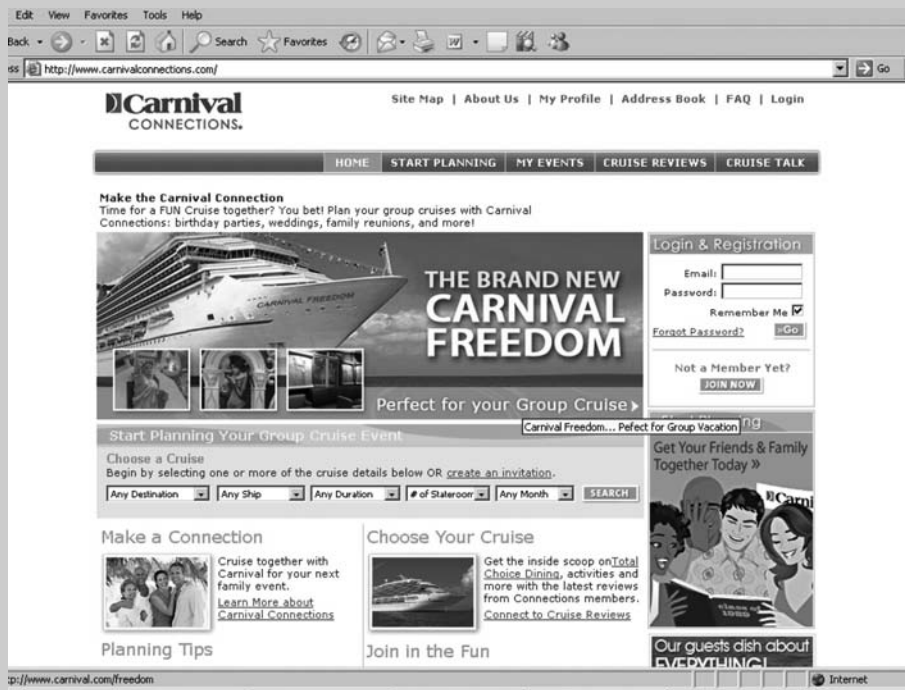 Edit View Favorites Tools Help
Back Search Favorites
ss http://www.carnivalconnections.com/ Go
Carnival
CONNECTIONS.
Site Map | About Us | My Profile | Address Book | FAQ | Login
HOME START PLANNING MY EVENTS CRUISE REVIEWS CRUISE TALK
Make the Carnival Connection
Time for a FUN Cruise together? You bet! Plan your group cruises with Carnival
Connections: birthday parties, weddings, family reunions, and more!
CARNIVAL FREEDOM
THE BRAND NEW
CARNIVAL
FREEDOM
Perfect for your Group Cruise
Carnival Freedom... Pefect for Group Vacation
Login & Registration
Email:
Password:
Remember Me
Forgot Password? »Go
Not a Member Yet?
JOIN NOW
Start Planning Your Group Cruise Event
Choose a Cruise
Begin by selecting one or more of the cruise details below OR create an invitation.
Any Destination Any Ship Any Duration # of Stateroom Any Month SEARCH
Get Your Friends & Family
Together Today »
Carni
class of
Make a Connection
Cruise together with
Carnival for your next
family event.
Learn More about
Carnival Connections
Choose Your Cruise
Get the inside scoop onTotal
Choice Dining, activities and
more with the latest reviews
from Connections members.
Connect to Cruise Reviews
Planning Tips
Join in the Fun
Our guests dish about
EVERYTHING!
tp://www.carnival.com/freedom Internet